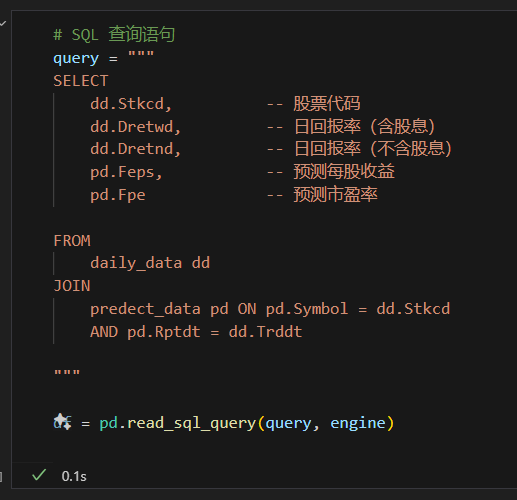 # SQL 查询语句
query = """
SELECT
dd.Stkcd, -- 股票代码
dd.Dretwd, -- 日回报率（含股息）
dd.Dretnd, -- 日回报率（不含股息）
pd.Feps, -- 预测每股收益
pd.Fpe -- 预测市盈率
FROM
daily_data dd
JOIN
predect_data pd ON pd.Symbol = dd.Stkcd
AND pd.Rptdt = dd.Trddt
"""
df = pd.read_sql_query(query, engine)
0.1s